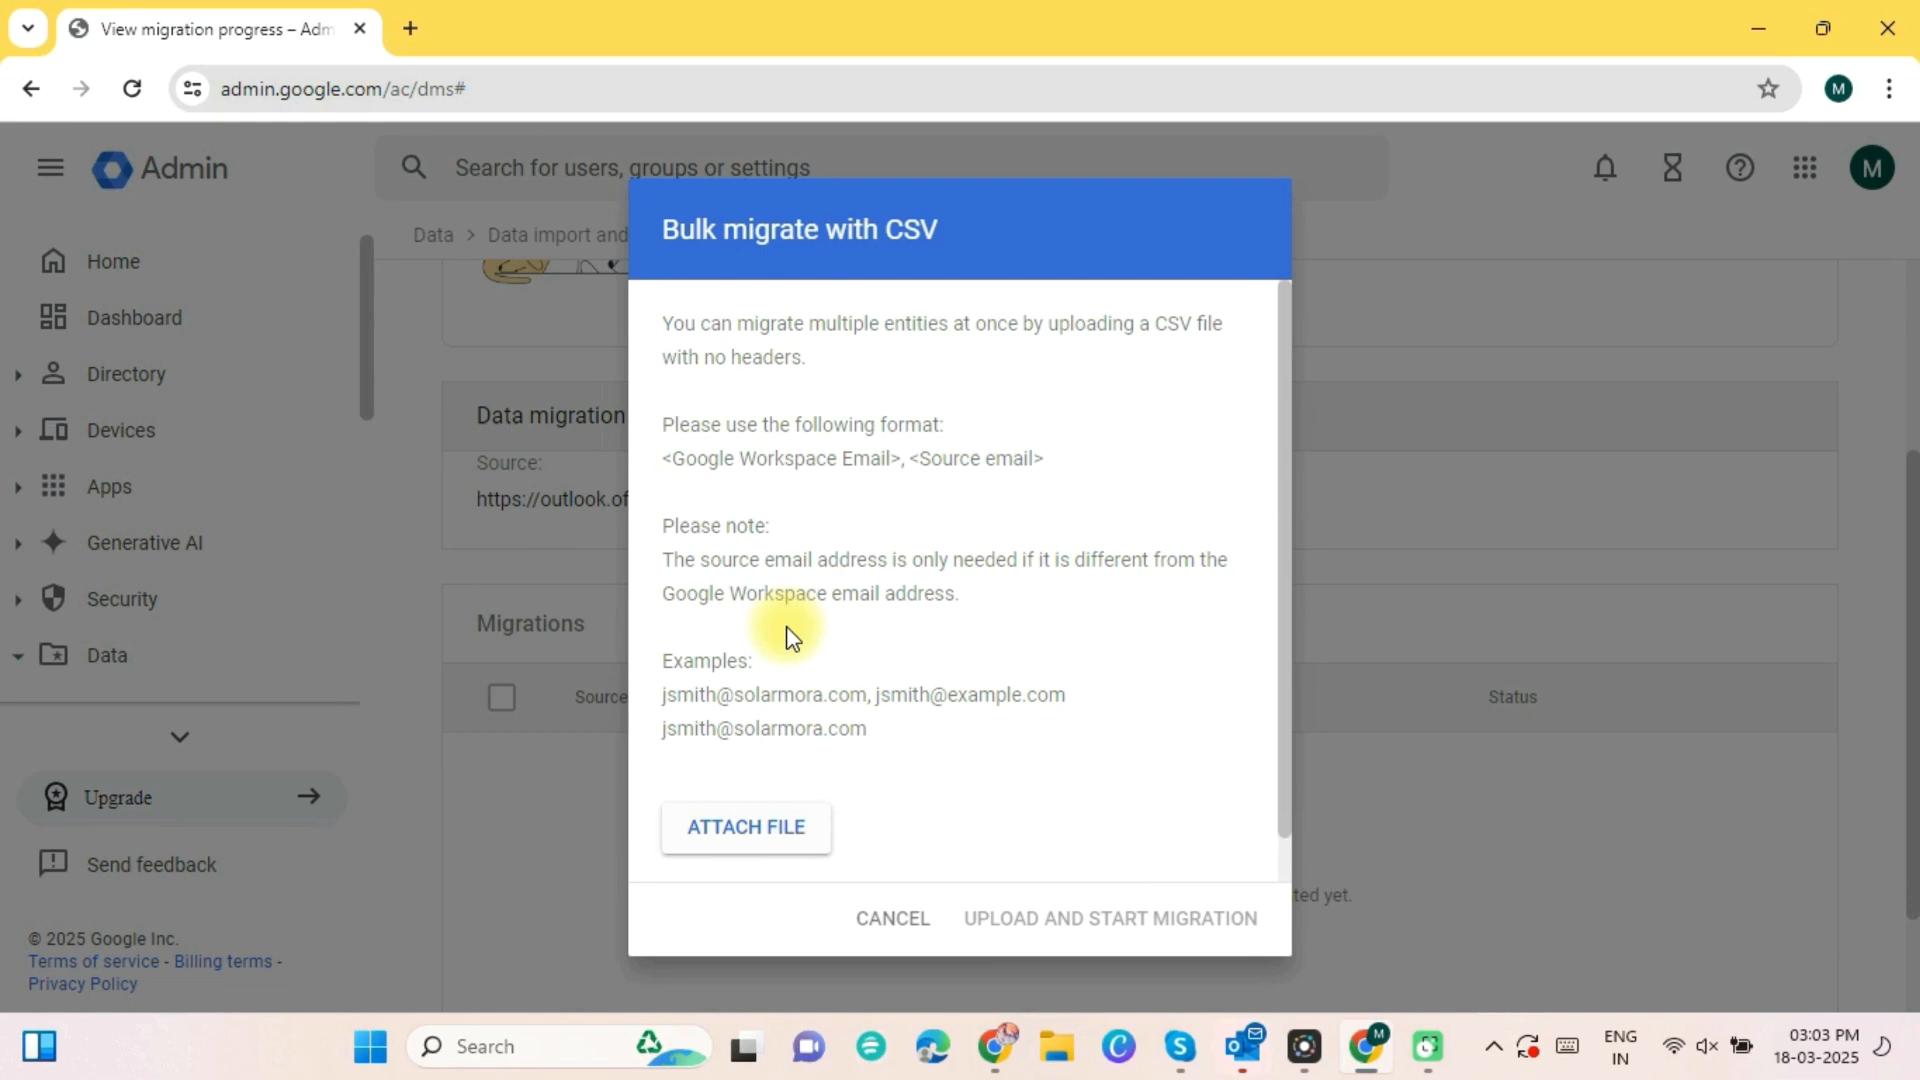 View migration progress – Adm
admin.google.com/ac/dms#
M
Admin
Search for users, groups or settings
M
Data > Data import and
Home
Dashboard
Directory
Devices
Apps
Generative AI
Security
Data
Upgrade
Send feedback
© 2025 Google Inc.
Terms of service - Billing terms -
Privacy Policy
Data migration
Source:
https://outlook.of
Migrations
Source
Status
ted yet.
Bulk migrate with CSV
You can migrate multiple entities at once by uploading a CSV file
with no headers.
Please use the following format:
<Google Workspace Email>, <Source email>
Please note:
The source email address is only needed if it is different from the
Google Workspace email address.
Examples:
jsmith@solarmora.com, jsmith@example.com
jsmith@solarmora.com
ATTACH FILE
CANCEL UPLOAD AND START MIGRATION
Search
M
ENG
IN
03:03 PM
18-03-2025